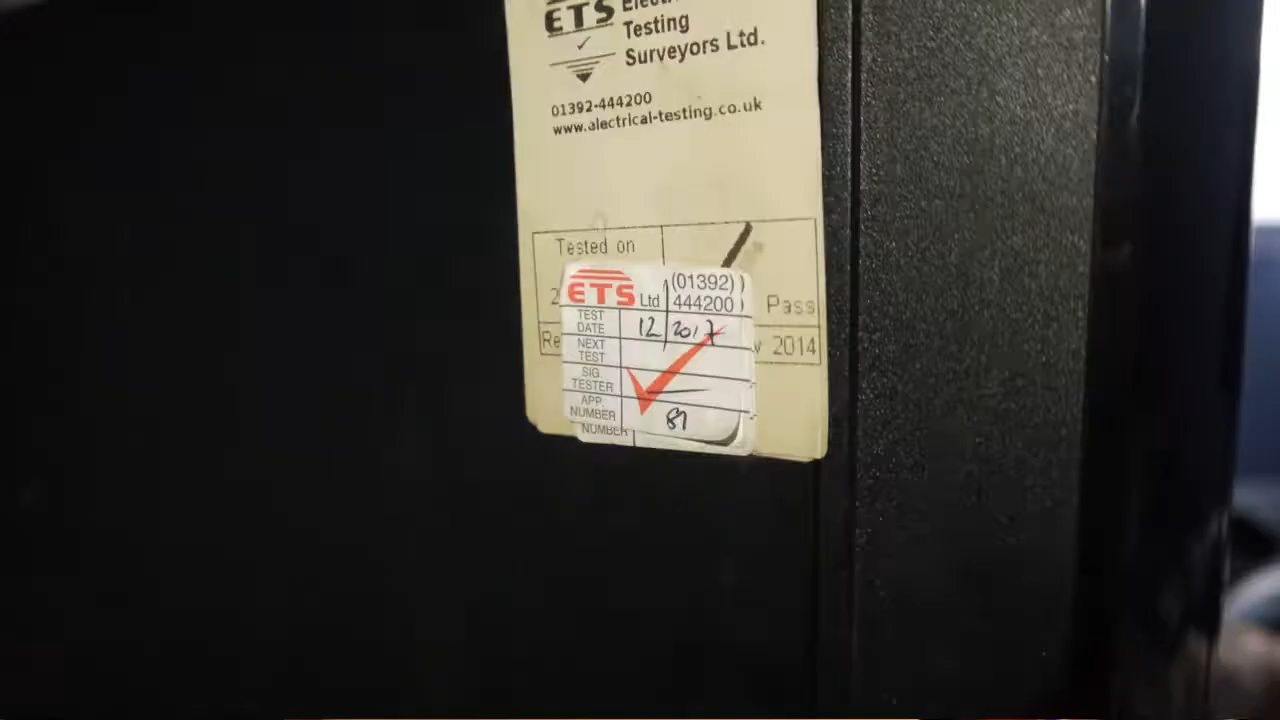 ETS
Testing
Surveyors Ltd.
01392-444200
www.electrical-testing.co.uk
Tested on
Pass
2014
ETS Ltd (01392)
444200
TEST DATE 12 2017
NEXT TEST
SIG. TESTER
APP. NUMBER 81
NUMBER